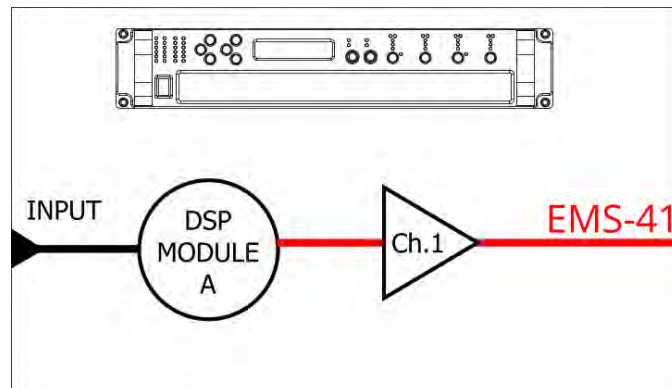 INPUT
DSP
MODULE
A
Ch.1
EMS-41